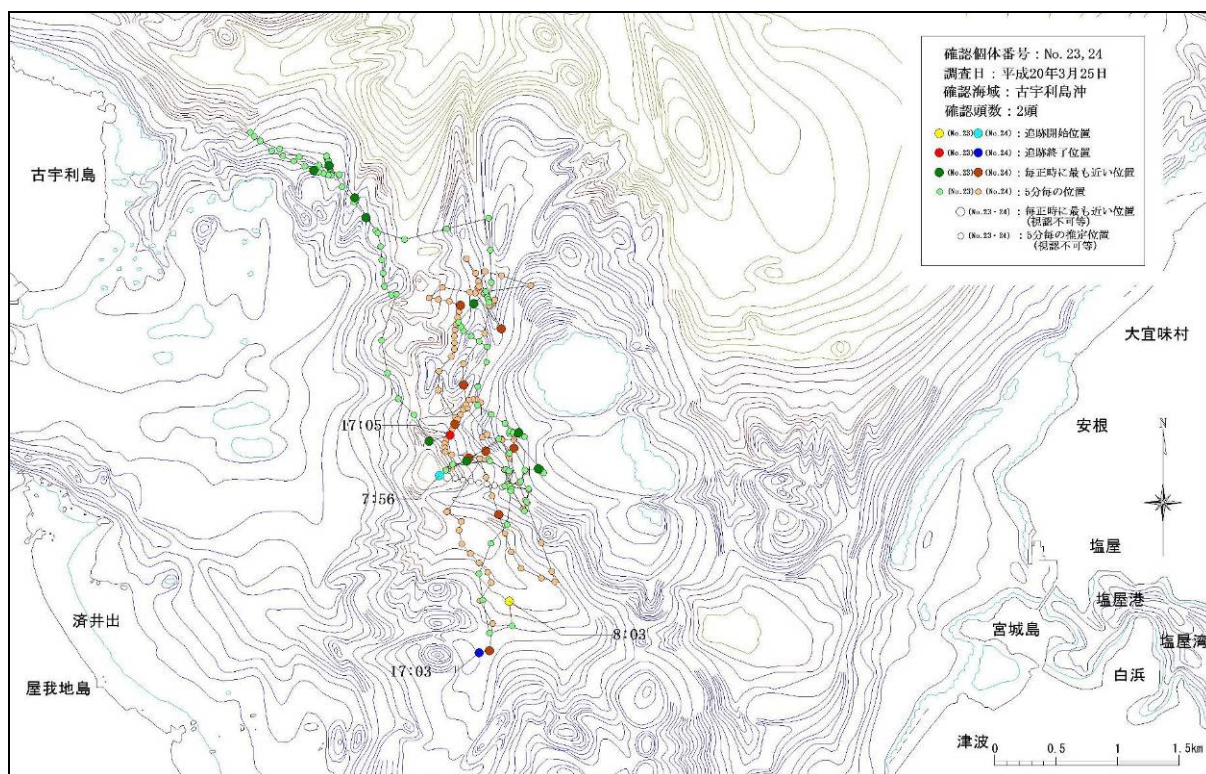 確認個体番号：No.23,24
調査日：平成20年3月25日
確認海域：古宇利島沖
確認頭数：2頭
(No.23) (No.24)：追跡開始位置
(No.23) (No.24)：追跡終了位置
(No.23) (No.24)：毎正時に最も近い位置
(No.23) (No.24)：5分毎の位置
(No.23・24)：毎正時に最も近い位置
(視認不可等)
(No.23・24)：5分毎の推定位置
(視認不可等)
古宇利島
大宜味村
17:05
安根
7:56
N
塩屋
塩屋港
済井出
8:03
宮城島
塩屋湾
17:03
白浜
屋我地島
津波
0 0.5 1 1.5km